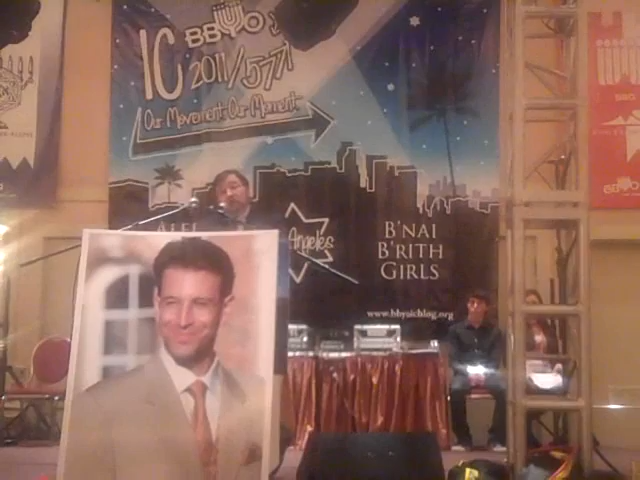 IC BBYO
2011/5771
Our Movement Our Moment
Angeles
B'NAI
B'RITH
GIRLS
www.bbyoicblog.org